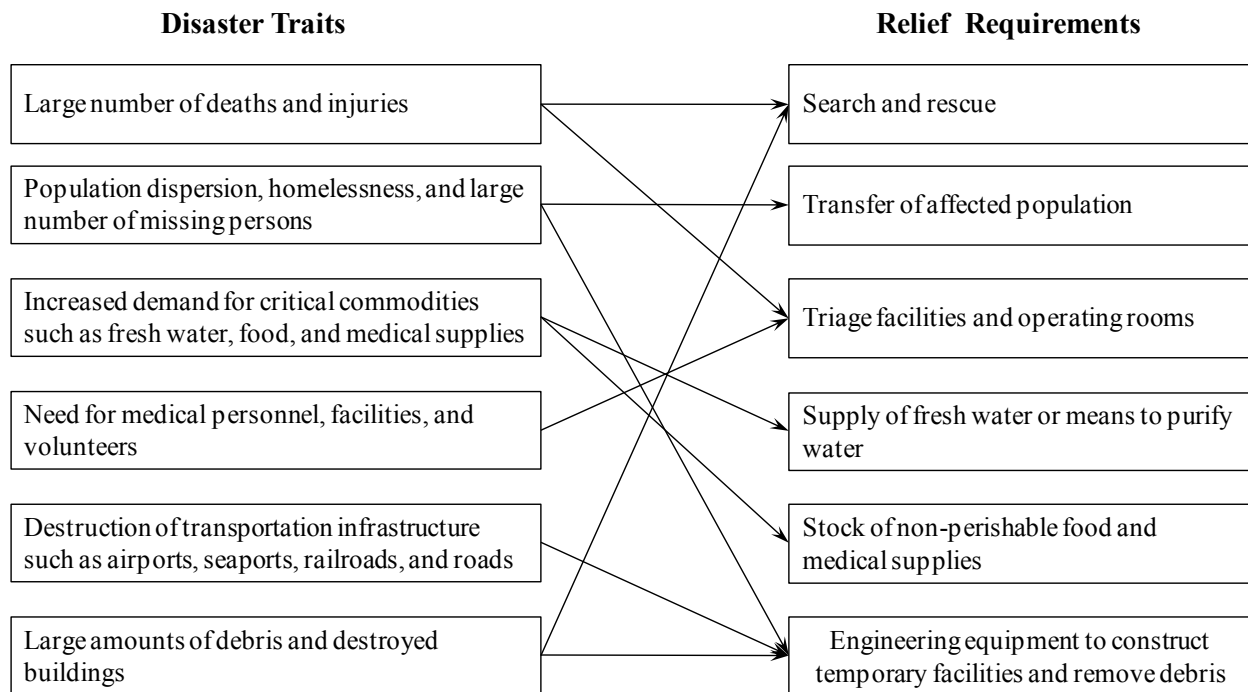 Disaster Traits
Relief Requirements
Large number of deaths and injuries
Search and rescue
Population dispersion, homelessness, and large
number of missing persons
Transfer of affected population
Increased demand for critical commodities
such as fresh water, food, and medical supplies
Triage facilities and operating rooms
Need for medical personnel, facilities, and
volunteers
Supply of fresh water or means to purify
water
Destruction of transportation infrastructure
such as airports, seaports, railroads, and roads
Stock of non-perishable food and
medical supplies
Large amounts of debris and destroyed
buildings
Engineering equipment to construct
temporary facilities and remove debris